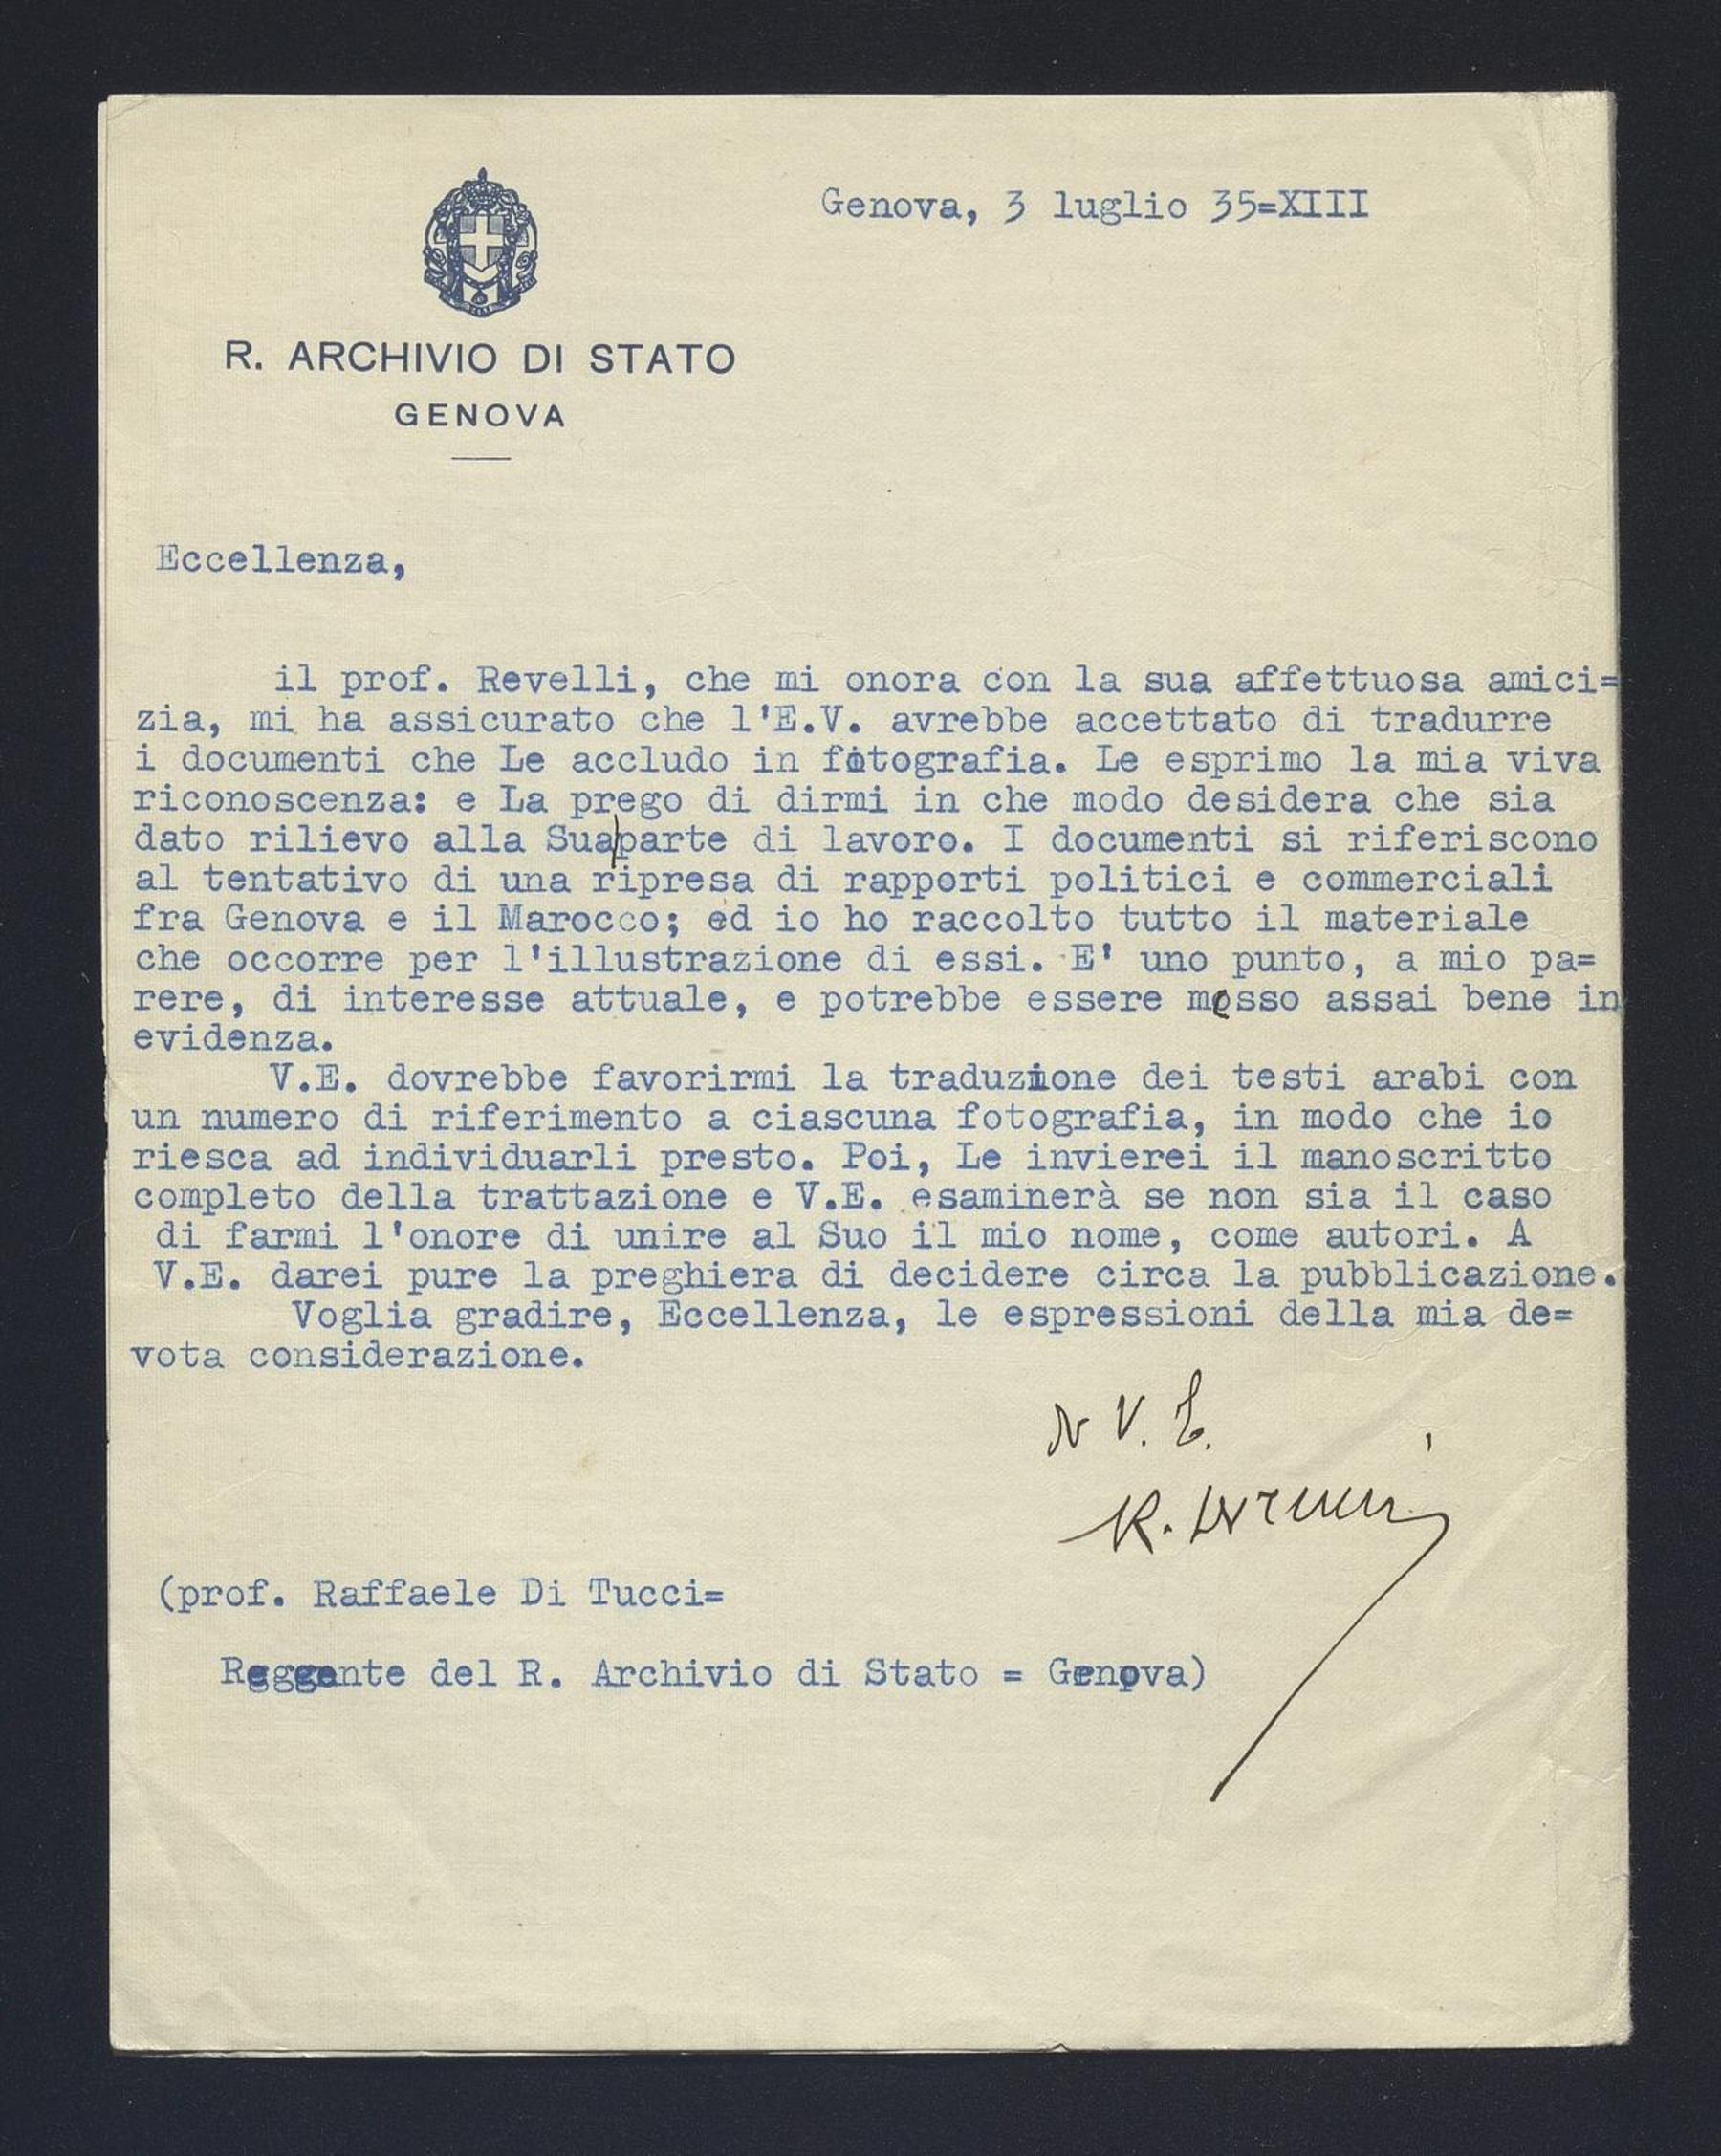 Genova, 3 luglio 35=XIII
R. ARCHIVIO DI STATO
GENOVA
Eccellenza,
il prof. Revelli, che mi onora con la sua affettuosa amici=
zia, mi ha assicurato che l'E.V. avrebbe accettato di tradurre
i documenti che Le accludo in fotografia. Le esprimo la mia viva
riconoscenza: e La prego di dirmi in che modo desidera che sia
dato rilievo alla Sua|parte di lavoro. I documenti si riferiscono
al tentativo di una ripresa di rapporti politici e commerciali
fra Genova e il Marocco; ed io ho raccolto tutto il materiale
che occorre per l'illustrazione di essi. E' uno punto, a mio pa=
rere, di interesse attuale, e potrebbe essere messo assai bene in
evidenza.
V.E. dovrebbe favorirmi la traduzione dei testi arabi con
un numero di riferimento a ciascuna fotografia, in modo che io
riesca ad individuarli presto. Poi, Le invierei il manoscritto
completo della trattazione e V.E. esaminerà se non sia il caso
di farmi l'onore di unire al Suo il mio nome, come autori. A
V.E. darei pure la preghiera di decidere circa la pubblicazione.
Voglia gradire, Eccellenza, le espressioni della mia de=
vota considerazione.
V. E.
R.
(prof. Raffaele Di Tucci=
Reggente del R. Archivio di Stato = Genova)